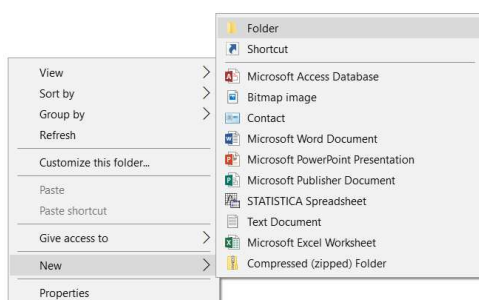 Folder
Shortcut
Microsoft Access Database
Bitmap image
Contact
Microsoft Word Document
Microsoft PowerPoint Presentation
Microsoft Publisher Document
STATISTICA Spreadsheet
Text Document
Microsoft Excel Worksheet
Compressed (zipped) Folder
View
Sort by
Group by
Refresh
Customize this folder...
Paste
Paste shortcut
Give access to
New
Properties